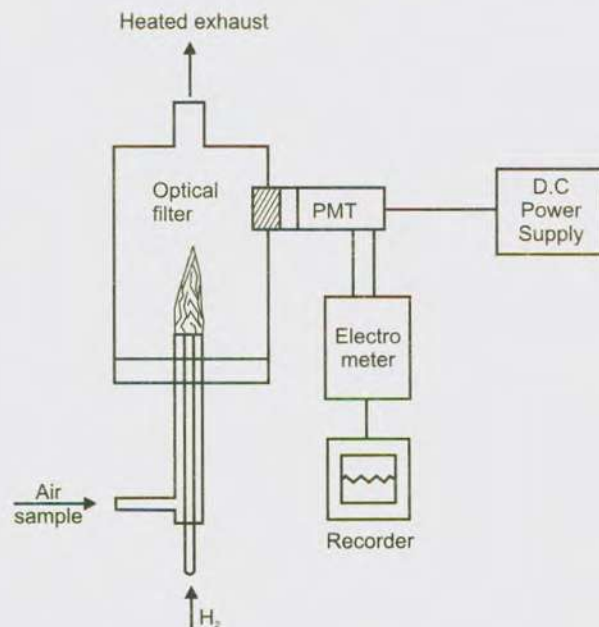 Heated exhaust
Optical
filter
PMT
D.C
Power
Supply
Electro
meter
Air
sample
Recorder
H₂